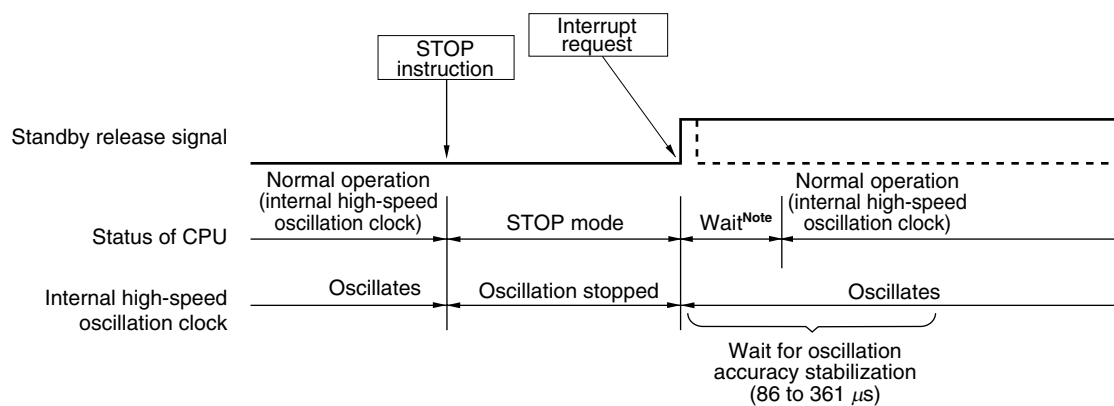 Interrupt
request
STOP
instruction
Standby release signal
Normal operation
(internal high-speed
oscillation clock)
Normal operation
(internal high-speed
oscillation clock)
Status of CPU
STOP mode
WaitNote
Internal high-speed
oscillation clock
Oscillates
Oscillation stopped
Oscillates
Wait for oscillation
accuracy stabilization
(86 to 361 μs)